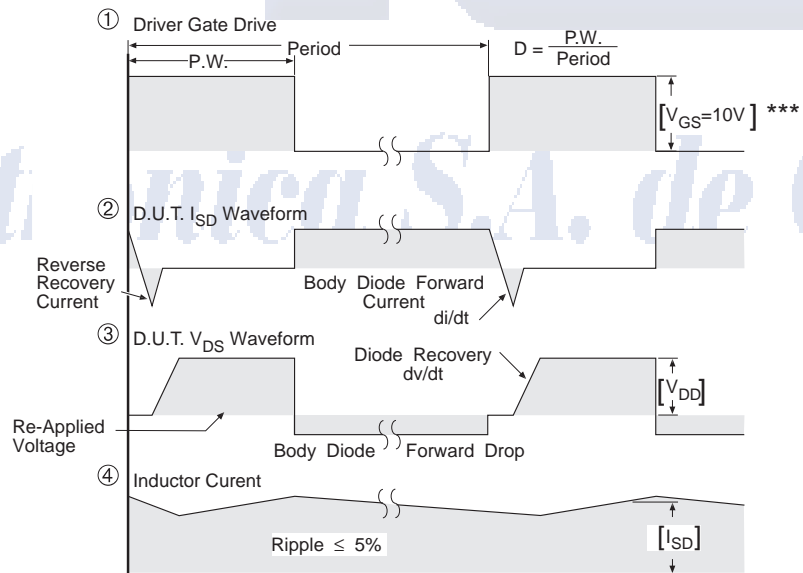 ① Driver Gate Drive
Period
P.W.
D = P.W. / Period
[VGS=10V] ***
tronica S.A. de C
② D.U.T. ISD Waveform
Reverse
Recovery
Current
Body Diode Forward
Current
di/dt
③ D.U.T. VDS Waveform
Diode Recovery
dv/dt
[VDD]
Re-Applied
Voltage
Body Diode Forward Drop
④ Inductor Curent
Ripple ≤ 5%
[ISD]